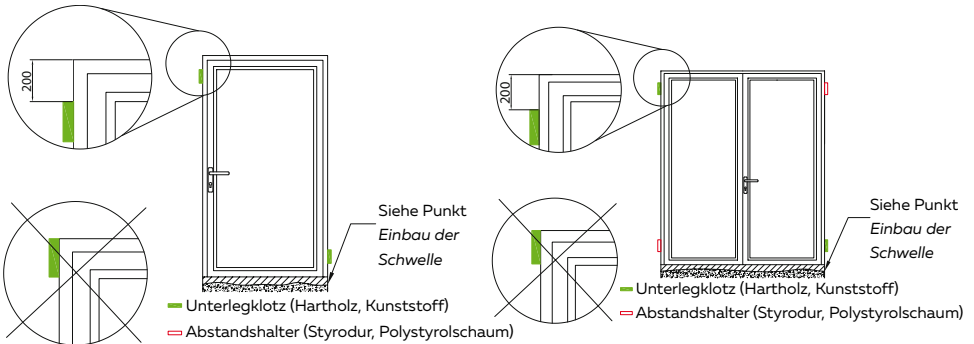 200
Siehe Punkt
Einbau der
Schwelle
Unterlegklotz (Hartholz, Kunststoff)
Abstandshalter (Styrodur, Polystyrolschaum)
200
Siehe Punkt
Einbau der
Schwelle
Unterlegklotz (Hartholz, Kunststoff)
Abstandshalter (Styrodur, Polystyrolschaum)